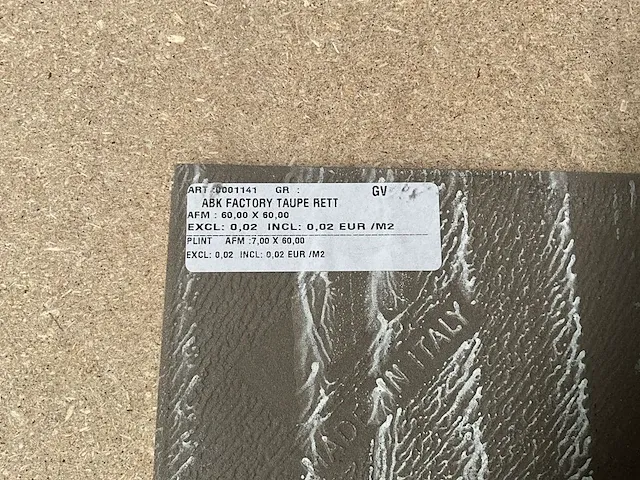 ART :0001141 GR : GV
ABK FACTORY TAUPE RETT
AFM : 60,00 X 60,00
EXCL: 0,02 INCL: 0,02 EUR /M2
PLINT AFM :7,00 X 60,00
EXCL: 0,02 INCL: 0,02 EUR /M2
MADE IN ITALY